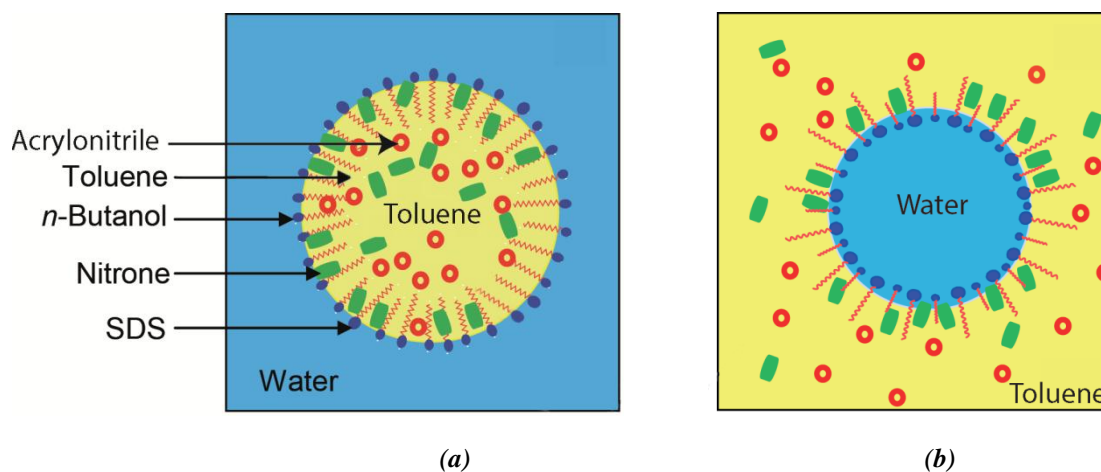 Acrylonitrile
Toluene
n-Butanol
Nitrone
SDS
Toluene
Water
(a)
Water
Toluene
(b)